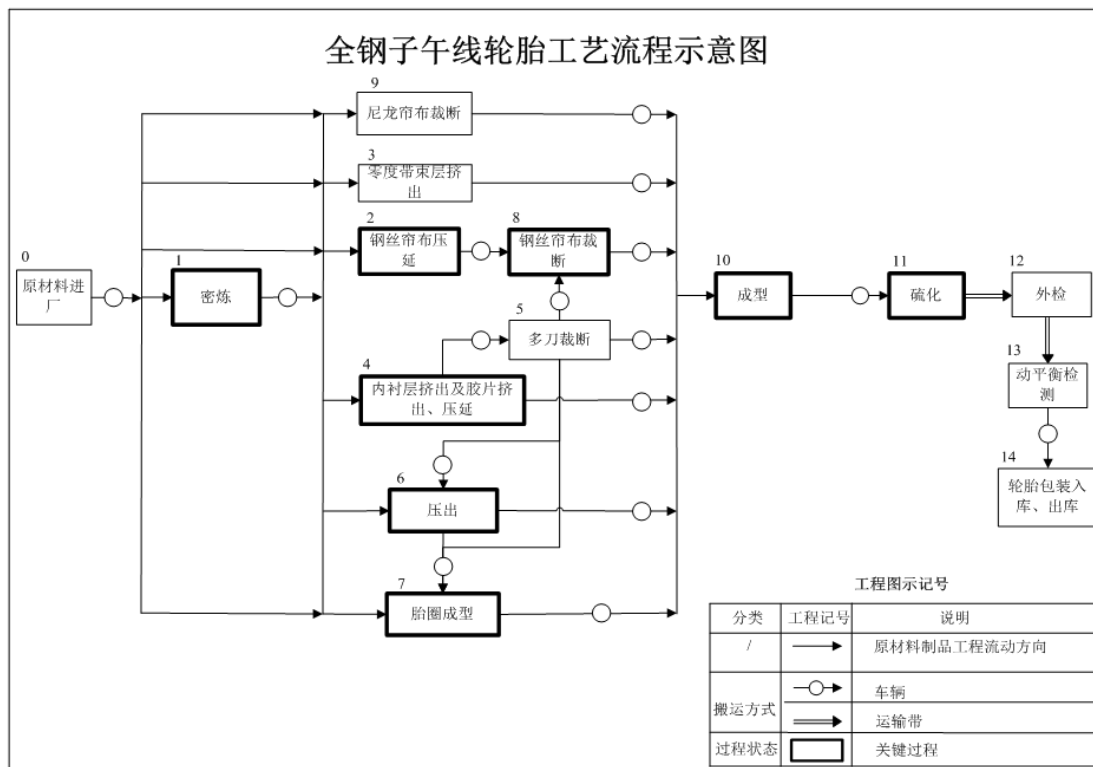 全钢子午线轮胎工艺流程示意图
9
尼龙帘布裁断
3
零度带束层挤
出
2
钢丝帘布压
延
8
钢丝帘布裁
断
0
原材料进
厂
1
密炼
5
多刀裁断
4
内衬层挤出及胶片挤
出、压延
6
压出
7
胎圈成型
10
成型
11
硫化
12
外检
13
动平衡检
测
14
轮胎包装入
库、出库
工程图示记号
分类 工程记号 说明
/ 原材料制品工程流动方向
搬运方式 车辆
运输带
过程状态 关键过程